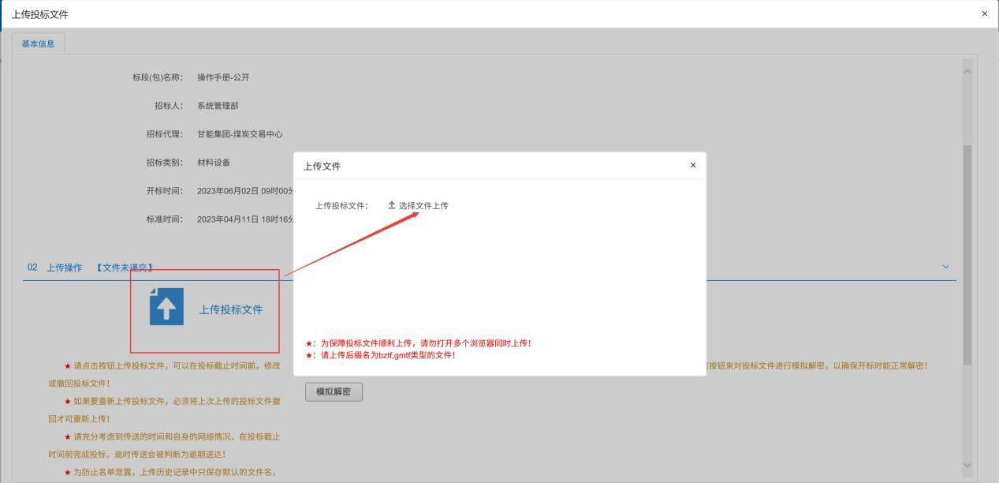 上传投标文件
×
基本信息
标段(包)名称： 操作手册-公开
招标人： 系统管理部
招标代理： 甘能集团-煤炭交易中心
招标类别： 材料设备
开标时间： 2023年06月02日 09时00分
标准时间： 2023年04月11日 18时16分
上传文件
×
上传投标文件： 选择文件上传
★：为保障投标文件顺利上传，请勿打开多个浏览器同时上传！
★：请上传后缀名为bztf,gmtf类型的文件！
02 上传操作 【文件未递交】
上传投标文件
★ 请点击按钮上传投标文件，可以在投标截止时间前，修改
或撤回投标文件！
★ 如果要重新上传投标文件，必须将上次上传的投标文件撤
回才可重新上传！
★ 请充分考虑到传送的时间和自身的网络情况，在投标截止
时间前完成投标，逾时传送会被判断为逾期送达！
★ 为防止名单泄露，上传历史记录中只保存默认的文件名，
按钮来对投标文件进行模拟解密，以确保开标时能正常解密！
模拟解密